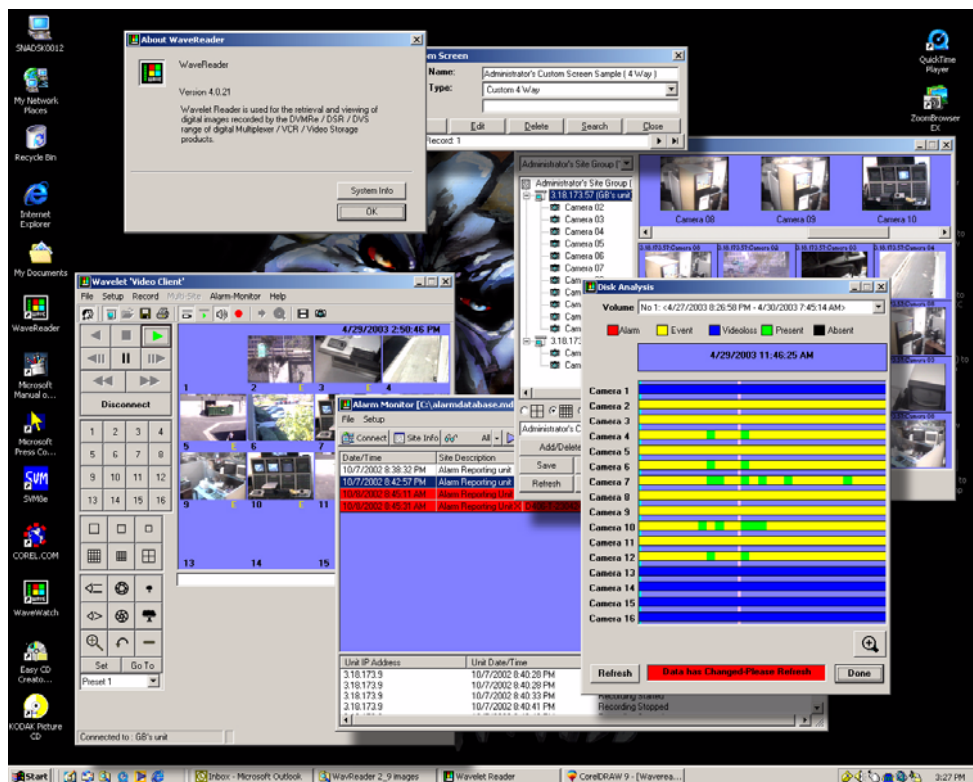 SNADSK0012
My Network
Places
Recycle Bin
Internet
Explorer
My Documents
WaveReader
Microsoft
Manual o...
Microsoft
Press Co...
SVM8e
COREL.COM
WaveWatch
Easy CD
Creato...
KODAK Picture
CD
QuickTime
Player
ZoomBrowser
EX
About WaveReader
WaveReader
Version 4.0.21
Wavelet Reader is used for the retrieval and viewing of
digital images recorded by the DVMRe / DSR / DVS
range of digital Multiplexer / VCR / Video Storage
products.
System Info
OK
Screen
Name: Administrator's Custom Screen Sample ( 4 Way )
Type: Custom 4 Way
Edit Delete Search Close
Record: 1
Administrator's Site Group ('
Administrator's Site Group (
3.18.173.57 (GB's unit
Camera 02
Camera 03
Camera 04
Camera 05
Camera 06
Camera 07
Camera 08 Camera 09 Camera 10
Add/Delete
Save
Refresh
Wavelet 'Video Client'
File Setup Record Multi-Site Alarm-Monitor Help
4/29/2003 2:50:46 PM
Disconnect
1 2 3 4
5 6 7 8
9 10 11 12
13 14 15 16
Set Go To
Preset 1
Connected to : GB's unit
1 2 E 3 E 4
5 E 6 E 7
9 E 10 E 11
13 14 15
Alarm Monitor [C:\alarmdatabase.md
File Setup
Connect Site Info All
Date/Time Site Description
10/7/2002 8:38:32 PM Alarm Reporting unit
10/7/2002 8:42:57 PM Alarm Reporting unit
10/8/2002 8:45:11 AM Alarm Reporting Unit
10/8/2002 8:45:31 AM Alarm Reporting Unit X
Unit IP Address Unit Date/Time
3.18.173.9 10/7/2002 8:40:28 PM
3.18.173.9 10/7/2002 8:40:28 PM
3.18.173.9 10/7/2002 8:40:33 PM Recording Started
3.18.173.9 10/7/2002 8:40:41 PM Recording Stopped
Disk Analysis
Volume No 1: <4/27/2003 8:26:58 PM - 4/30/2003 7:45:14 AM>
Alarm Event Videoloss Present Absent
4/29/2003 11:46:25 AM
Camera 1
Camera 2
Camera 3
Camera 4
Camera 5
Camera 6
Camera 7
Camera 8
Camera 9
Camera 10
Camera 11
Camera 12
Camera 13
Camera 14
Camera 15
Camera 16
Refresh Data has Changed-Please Refresh Done
Start Inbox - Microsoft Outlook WavReader 2_9 images Wavelet Reader CorelDRAW 9 - [Waverea... 3:27 PM